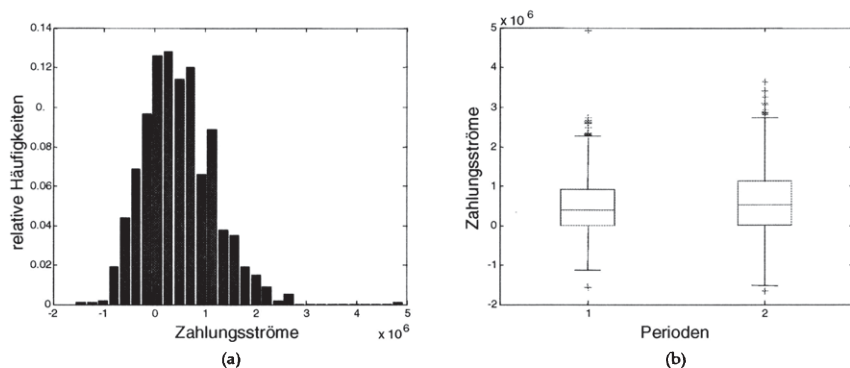 0.14
0.12
0.
0.08
0.06
0.04
0.02
0
relative Häufigkeiten
-2 -1 0 1 2 3 4 5
Zahlungsströme
x 10^6
(a)
5 x 10^6
4
3
2
1
0
-1
-2
Zahlungsströme
1 2
Perioden
(b)